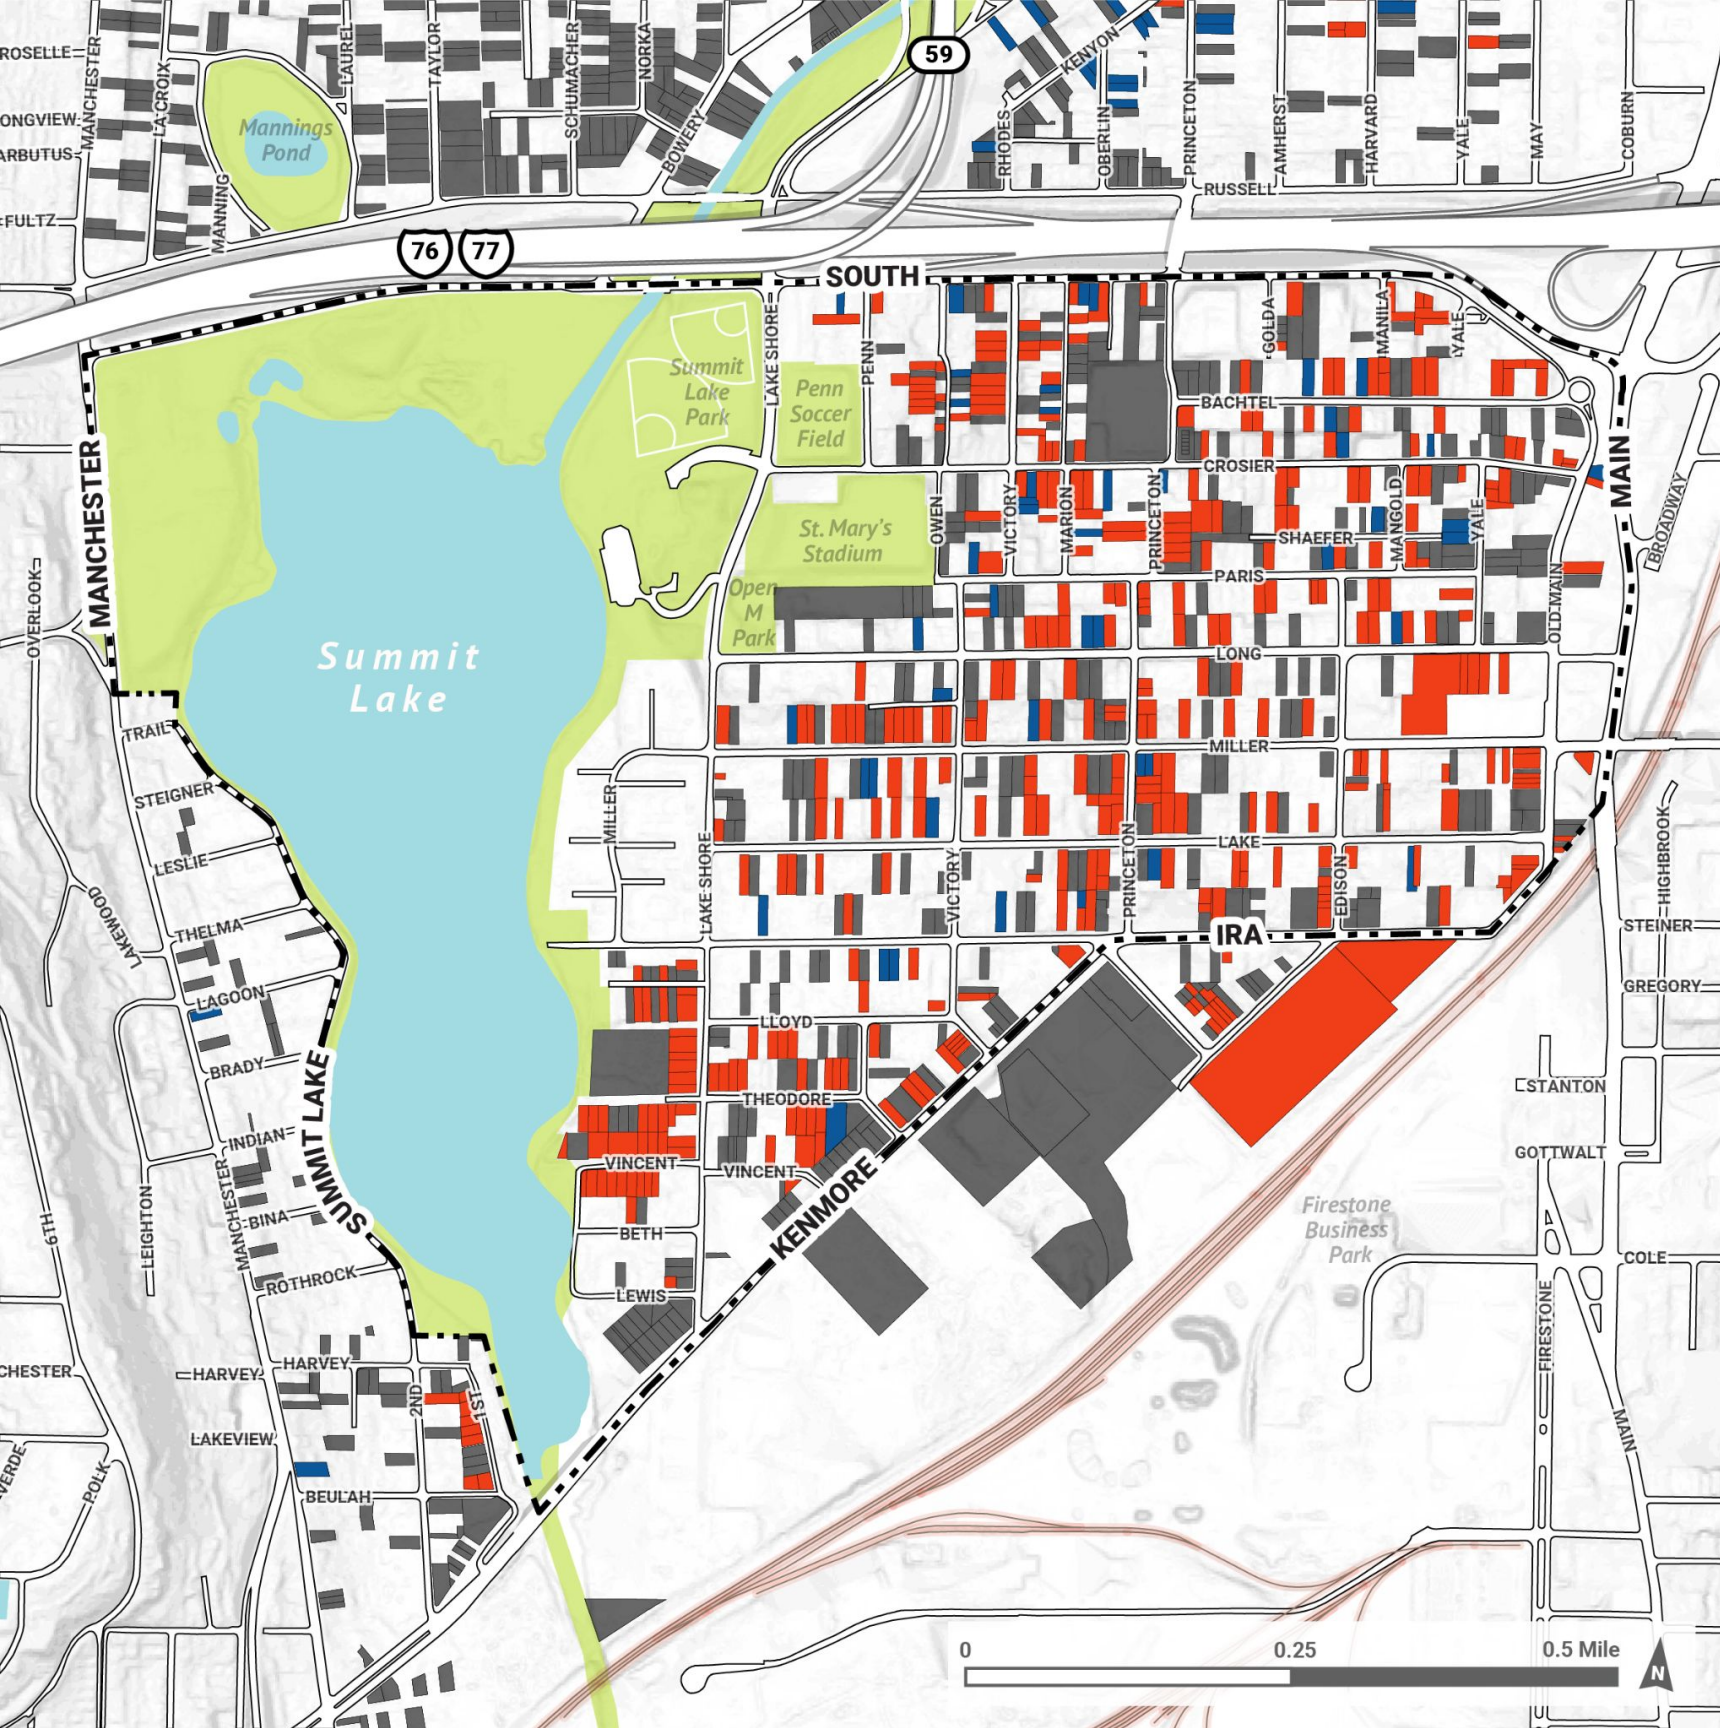 59
KENYON
ROSELLE
MANCHESTER
LACROIX
LAUREL
TAYLOR
SCHUMACHER
NORKA
BOWERY
RHODES
OBERLIN
PRINCETON
AMHERST
HARVARD
YALE
MAY
COBURN
ONGVIEW
ARBUTUS
Mannings
Pond
MANNING
FULTZ
RUSSELL
76 77
SOUTH
LAKE SHORE
PENN
GOLDA
MANILA
YALE
Summit
Lake
Park
Penn
Soccer
Field
BACHTEL
CROSIER
MANCHESTER
MAIN
BROADWAY
OWEN
VICTORY
MARION
PRINCETON
MANGOLD
YALE
St. Mary's
Stadium
SHAEFER
PARIS
OLD MAIN
Open
M
Park
OVERLOOK
Summit
Lake
LONG
TRAIL
MILLER
STEIGNER
MILLER
LAKE
LESLIE
LAKE SHORE
VICTORY
PRINCETON
EDISON
HIGHBROOK
LAKEWOOD
THELMA
IRA
STEINER
LAGOON
GREGORY
LLOYD
BRADY
SUMMIT LAKE
THEODORE
STANTON
INDIAN
VINCENT
VINCENT
GOTTWALT
6TH
LEIGHTON
MANCHESTER
BINA
KENMORE
Firestone
Business
Park
BETH
COLE
ROTHROCK
LEWIS
FIRESTONE
CHESTER
HARVEY
HARVEY
2ND
1ST
MAIN
LAKEVIEW
VERDE
POLK
BEULAH
0 0.25 0.5 Mile
N